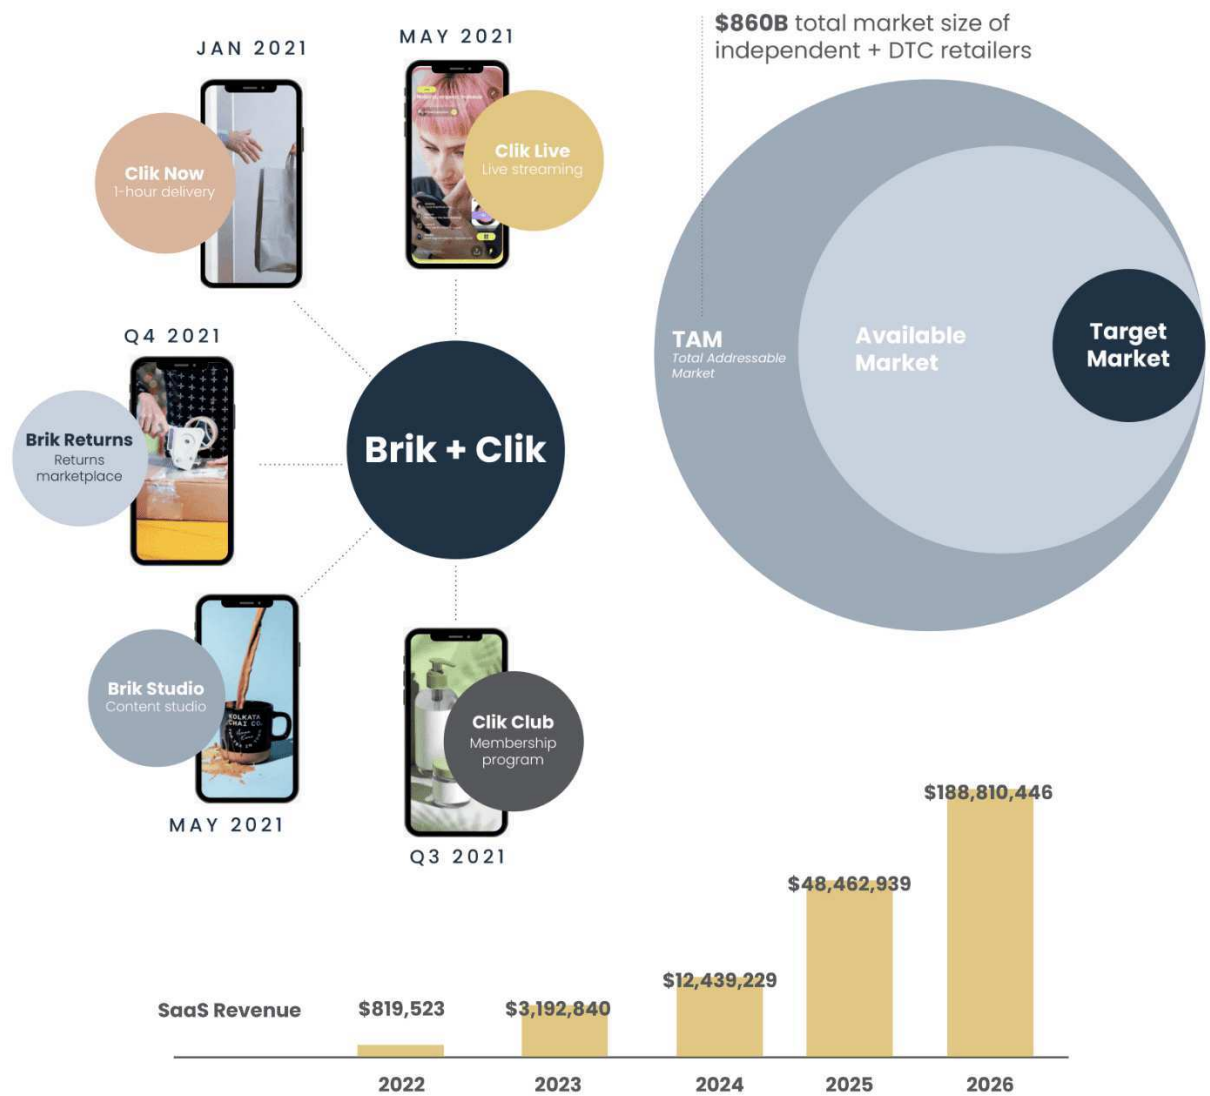 JAN 2021
Clik Now
1-hour delivery
MAY 2021
Clik Live
Live streaming
Q4 2021
Brik Returns
Returns
marketplace
Brik + Clik
Brik Studio
Content studio
KOLKATA
CHAI CO.
MAY 2021
Clik Club
Membership
program
Q3 2021
$860B total market size of
independent + DTC retailers
TAM
Total Addressable
Market
Available
Market
Target
Market
SaaS Revenue
$819,523
$3,192,840
$12,439,229
$48,462,939
$188,810,446
2022
2023
2024
2025
2026